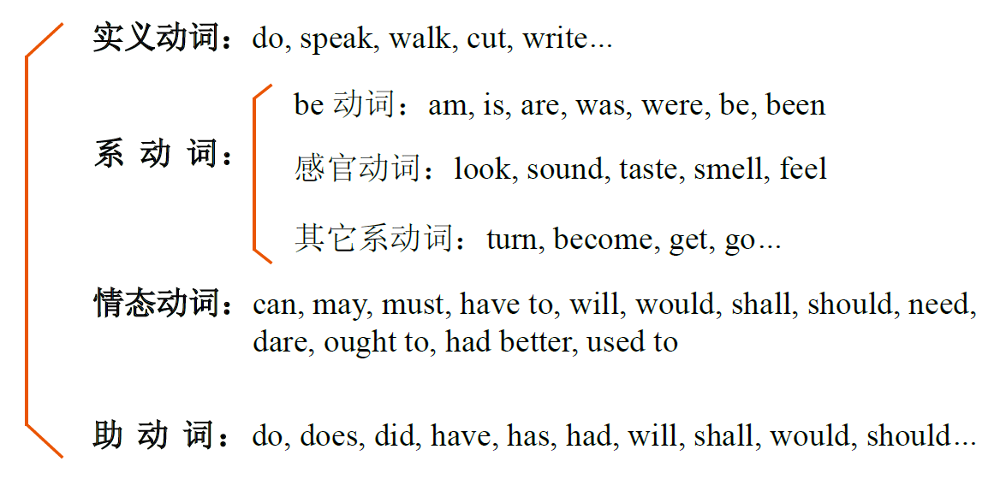 实义动词：do, speak, walk, cut, write...
be 动词：am, is, are, was, were, be, been
系 动 词：
感官动词：look, sound, taste, smell, feel
其它系动词：turn, become, get, go...
情态动词：can, may, must, have to, will, would, shall, should, need,
dare, ought to, had better, used to
助 动 词：do, does, did, have, has, had, will, shall, would, should...